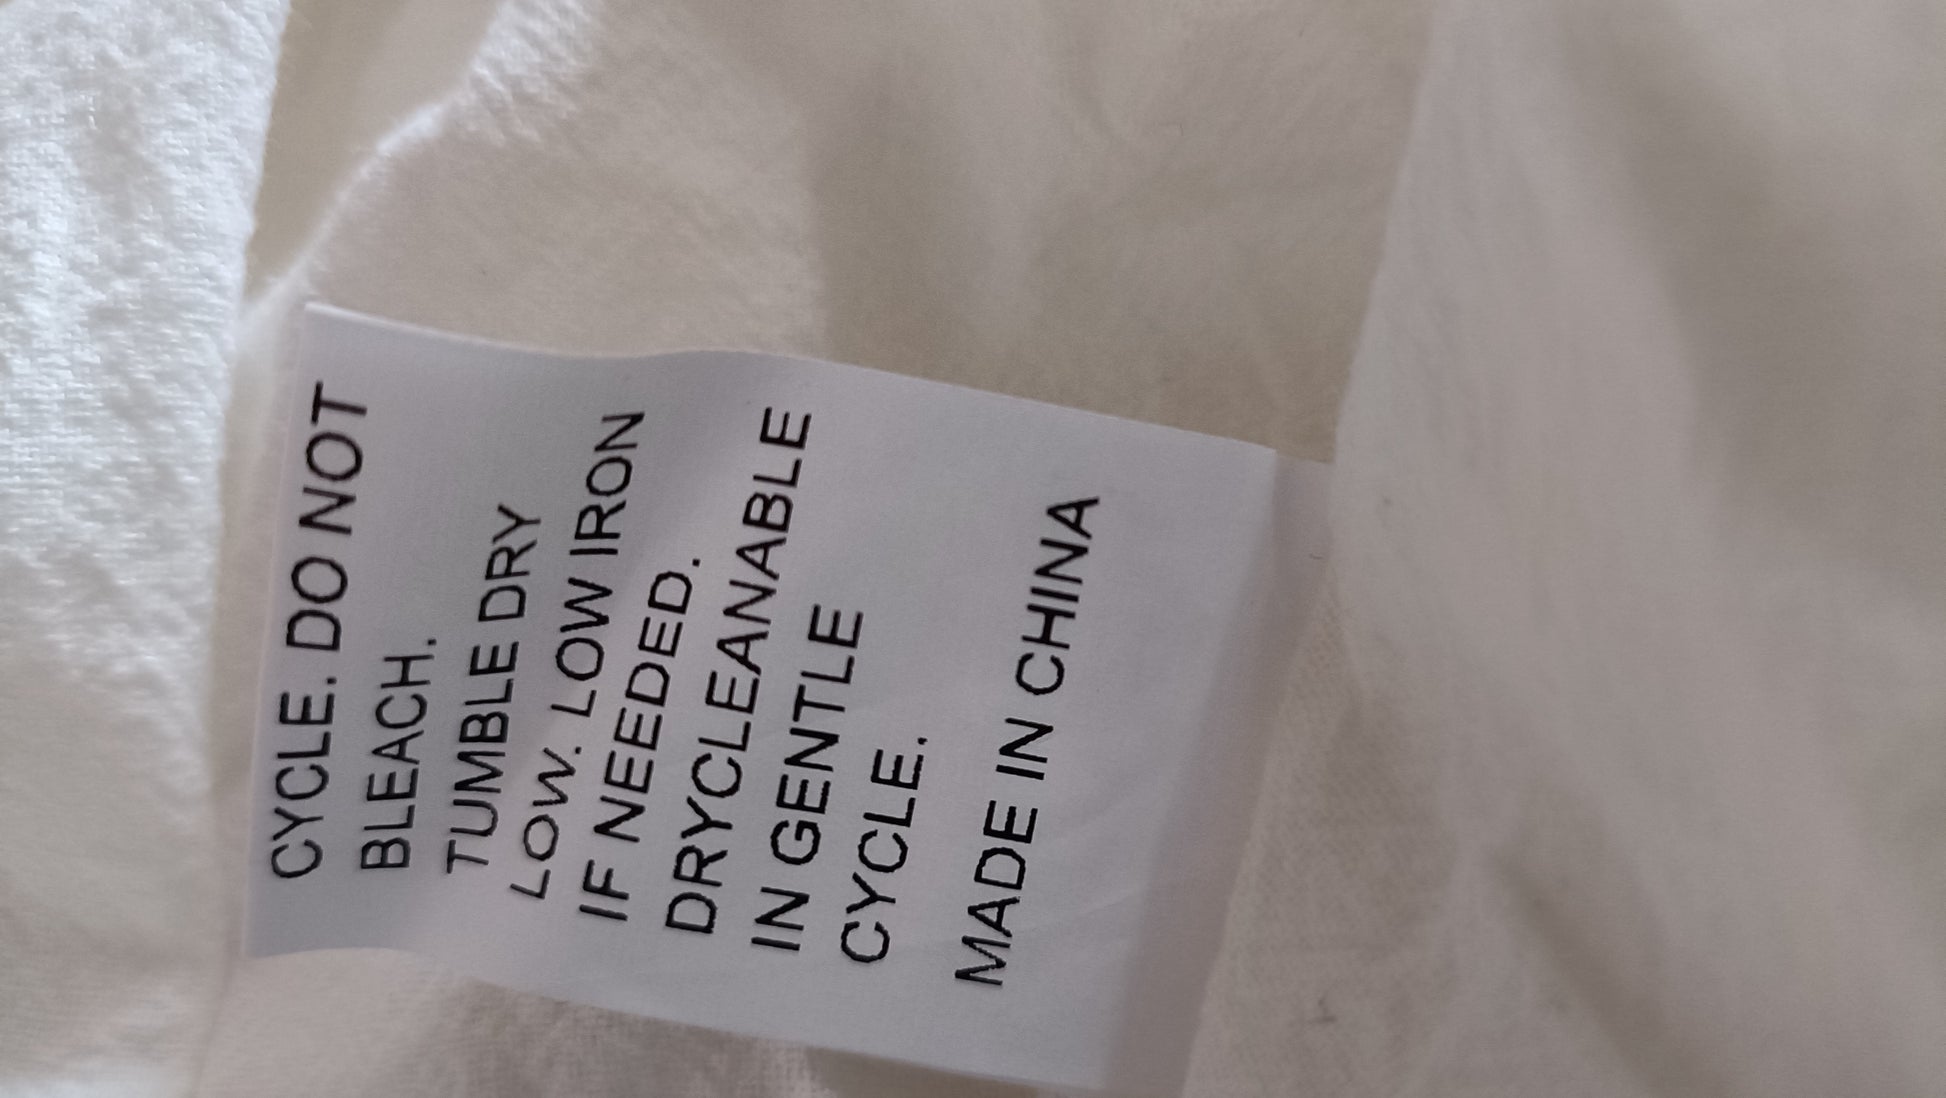 CYCLE. DO NOT
BLEACH.
TUMBLE DRY
LOW. LOW IRON
IF NEEDED.
DRYCLEANABLE
IN GENTLE
CYCLE.
MADE IN CHINA